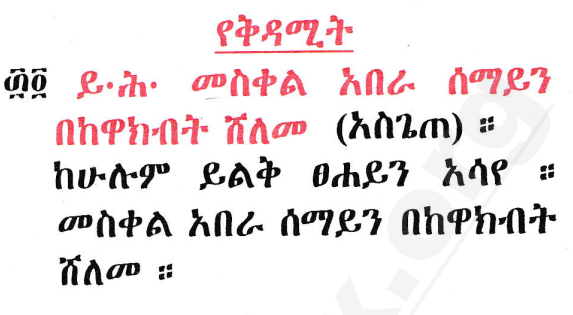 የቅዳሚት
፴፬ ይ·ሕ· መስቀል አበራ ሰማይን
በከዋክብት ሸለመ (አስጌጠ) ።
ከሁሉም ይልቅ ፀሐይን አሳየ ።
መስቀል አበራ ሰማይን በከዋክብት
ሸለመ ።